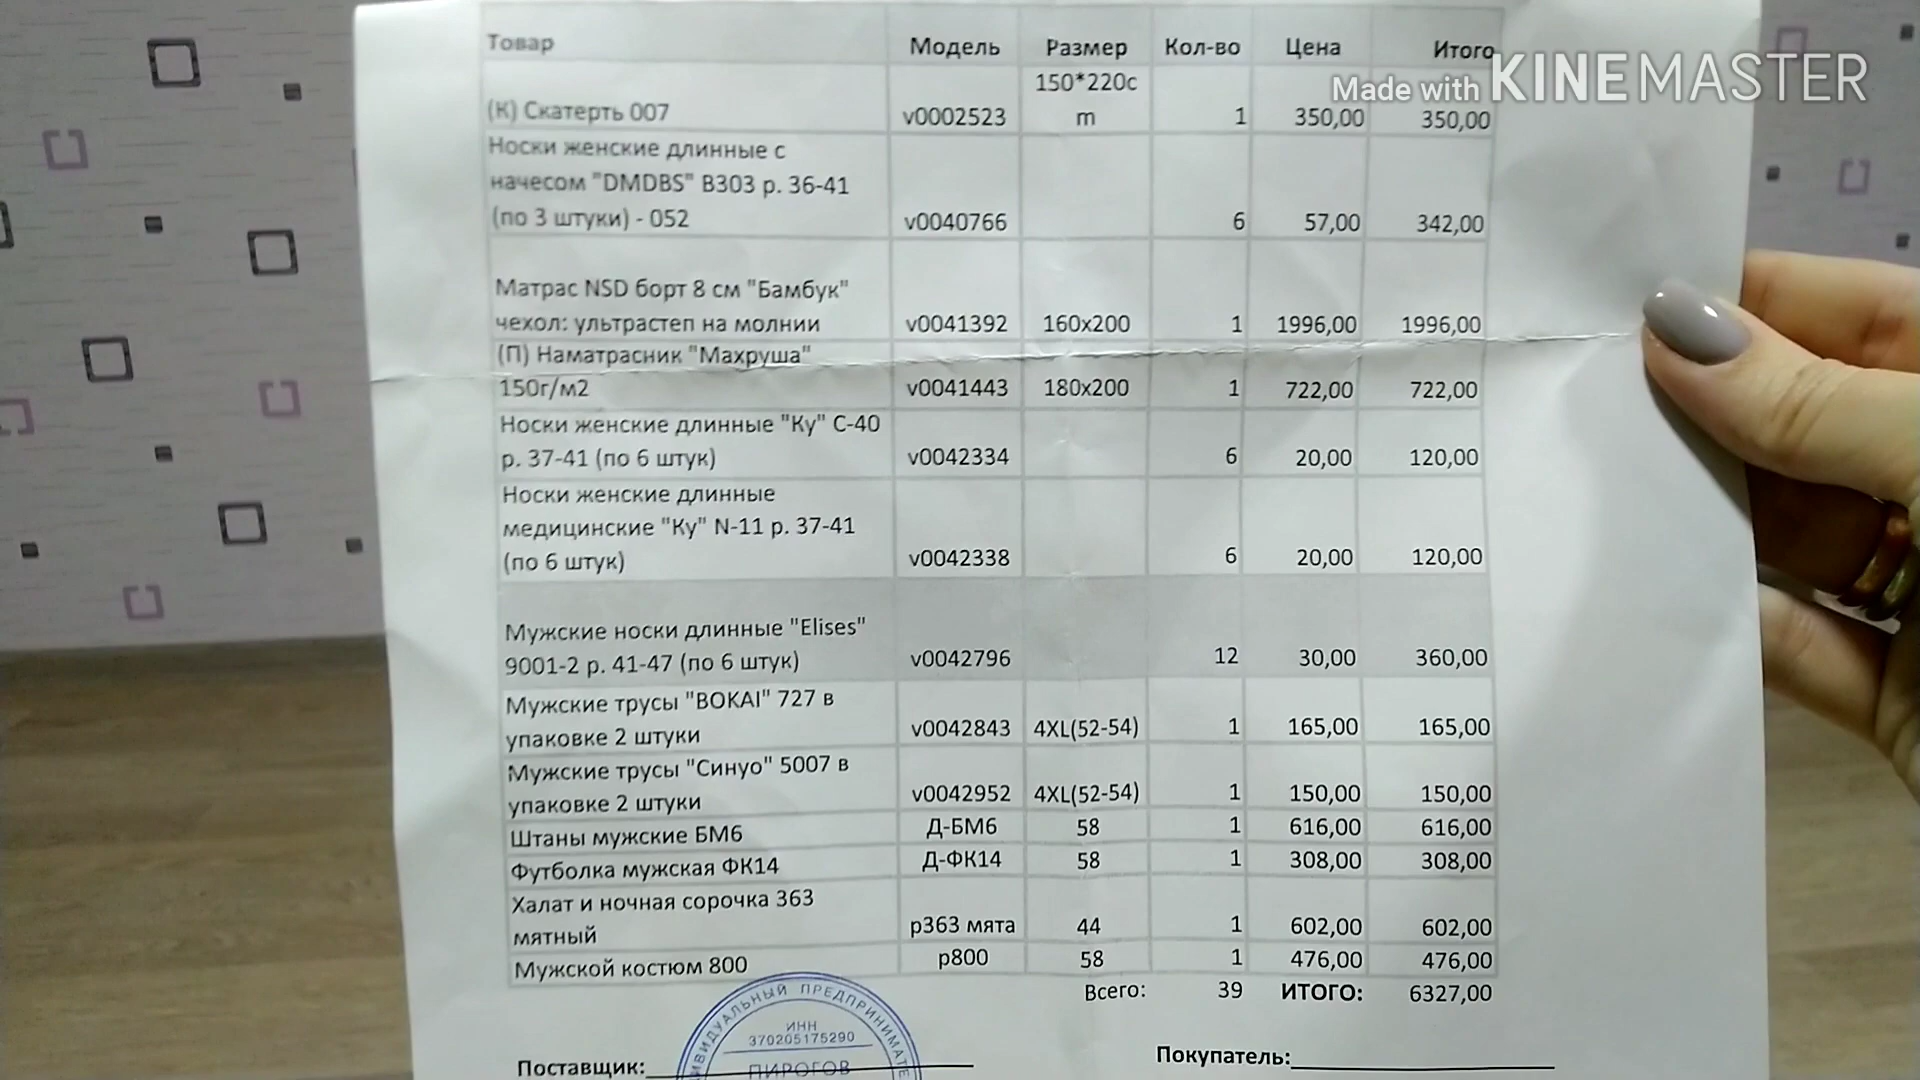 Товар Модель Размер Кол-во Цена Итого
Made with KINEMASTER
150*220c
(К) Скатерть 007 v0002523 m 1 350,00 350,00
Носки женские длинные с
начесом "DMDBS" В303 р. 36-41
(по 3 штуки) - 052 v0040766 6 57,00 342,00
Матрас NSD борт 8 см "Бамбук"
чехол: ультрастеп на молнии v0041392 160x200 1 1996,00 1996,00
(П) Наматрасник "Махруша"
150г/м2 v0041443 180x200 1 722,00 722,00
Носки женские длинные "Ку" С-40
р. 37-41 (по 6 штук) v0042334 6 20,00 120,00
Носки женские длинные
медицинские "Ку" N-11 р. 37-41
(по 6 штук) v0042338 6 20,00 120,00
Мужские носки длинные "Elises"
9001-2 р. 41-47 (по 6 штук) v0042796 12 30,00 360,00
Мужские трусы "BOKAI" 727 в
упаковке 2 штуки v0042843 4XL(52-54) 1 165,00 165,00
Мужские трусы "Синуо" 5007 в
упаковке 2 штуки v0042952 4XL(52-54) 1 150,00 150,00
Штаны мужские БМ6 Д-БМ6 58 1 616,00 616,00
Футболка мужская ФК14 Д-ФК14 58 1 308,00 308,00
Халат и ночная сорочка 363
мятный р363 мята 44 1 602,00 602,00
Мужской костюм 800 р800 58 1 476,00 476,00
Всего: 39 ИТОГО: 6327,00
ИВИДУАЛЬНЫЙ ПРЕДПРИНИМАТЕ
ИНН
370205175290
ПИРОГОВ
Поставщик: Покупатель: